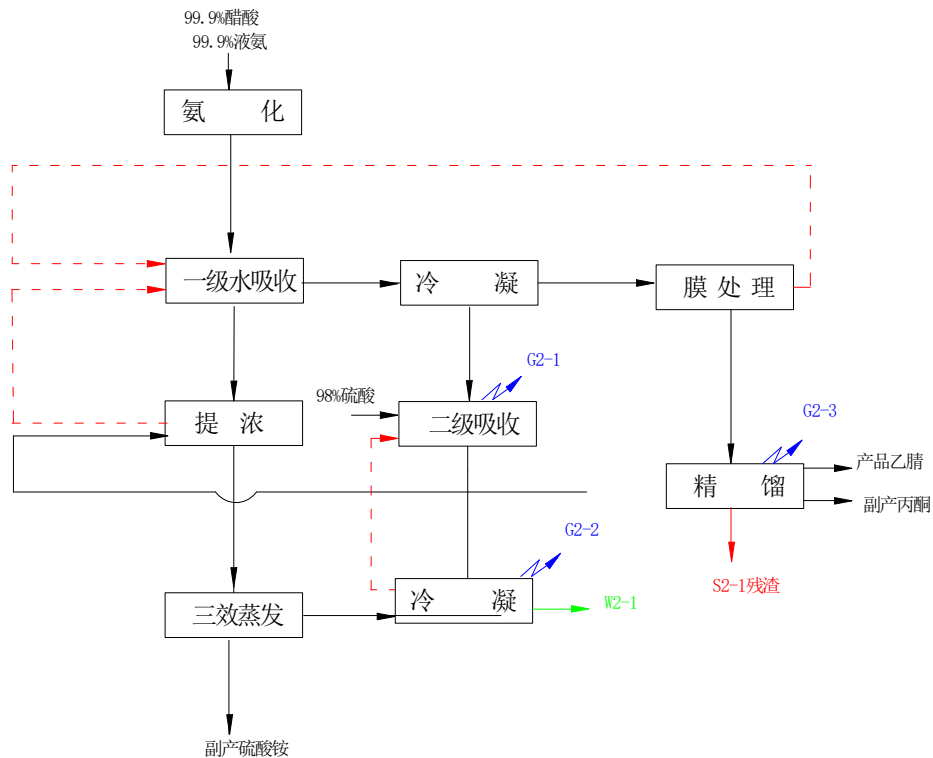 99.9%醋酸
99.9%液氨
氨 化
一级水吸收
冷 凝
膜处理
G2-1
98%硫酸
提 浓
二级吸收
G2-3
产品乙腈
精 馏
副产丙酮
G2-2
S2-1残渣
三效蒸发
冷 凝
W2-1
副产硫酸铵